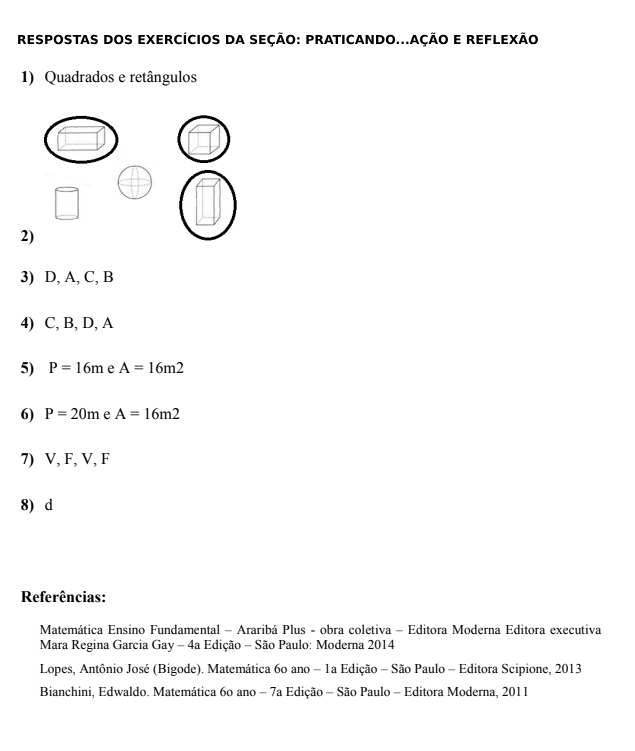 RESPOSTAS DOS EXERCÍCIOS DA SEÇÃO: PRATICANDO...AÇÃO E REFLEXÃO
1) Quadrados e retângulos
2)
3) D, A, C, B
4) C, B, D, A
5) P = 16m e A = 16m2
6) P = 20m e A = 16m2
7) V, F, V, F
8) d
Referências:
Matemática Ensino Fundamental – Araribá Plus - obra coletiva – Editora Moderna Editora executiva
Mara Regina Garcia Gay – 4a Edição – São Paulo: Moderna 2014
Lopes, Antônio José (Bigode). Matemática 6o ano – 1a Edição – São Paulo – Editora Scipione, 2013
Bianchini, Edwaldo. Matemática 6o ano – 7a Edição – São Paulo – Editora Moderna, 2011